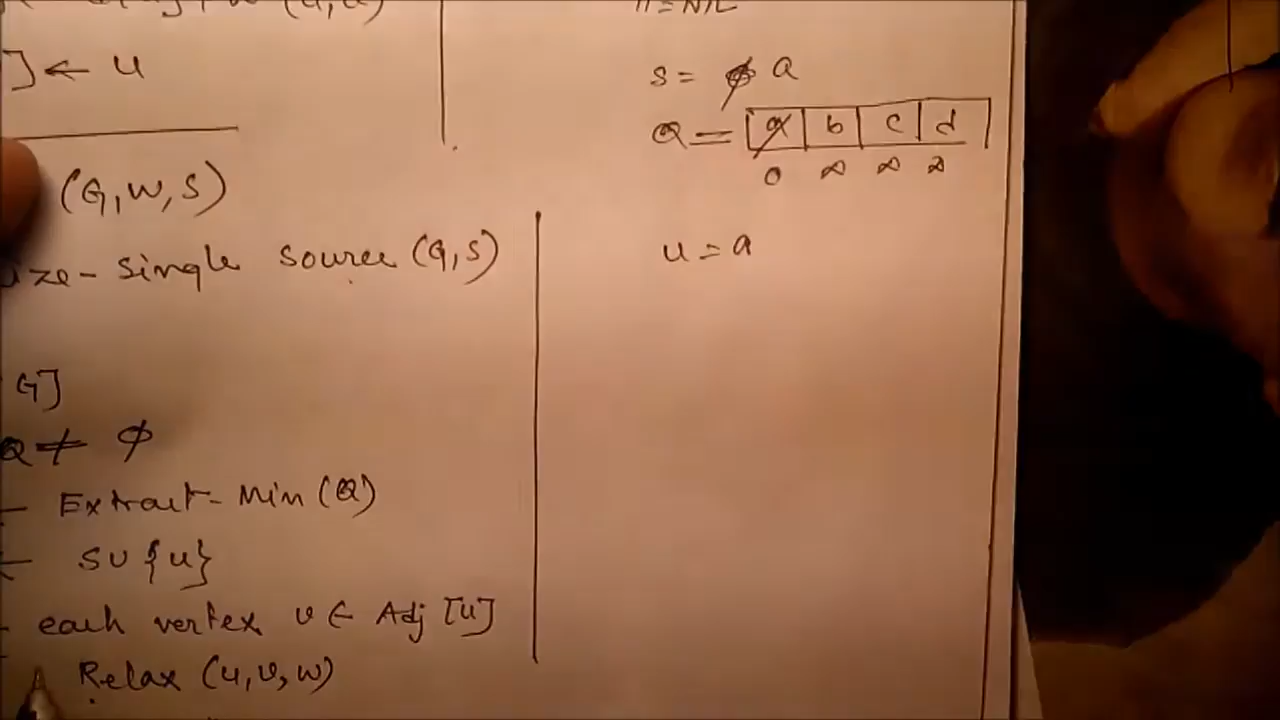 ] ← u
(G, W, S)
ize - single source (G, S)
G]
Q ≠ φ
Extract - Min (Q)
S ∪ {u}
each vertex v ∈ Adj [u]
Relax (u, v, w)
π = NIL
S = φ a
Q = a b c d
0 ∞ ∞ ∞
u = a